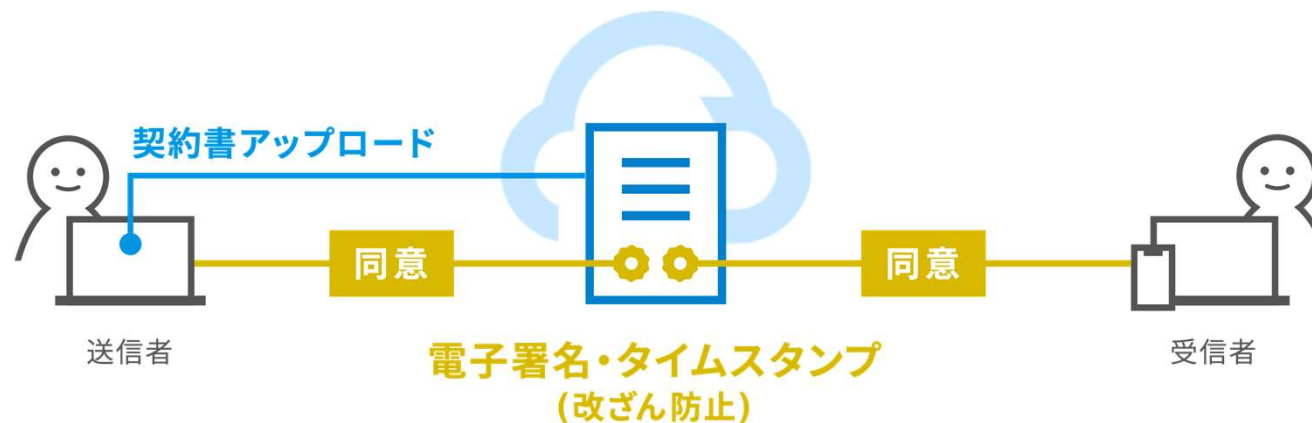 契約書アップロード
同意
同意
送信者
受信者
電子署名・タイムスタンプ
(改ざん防止)